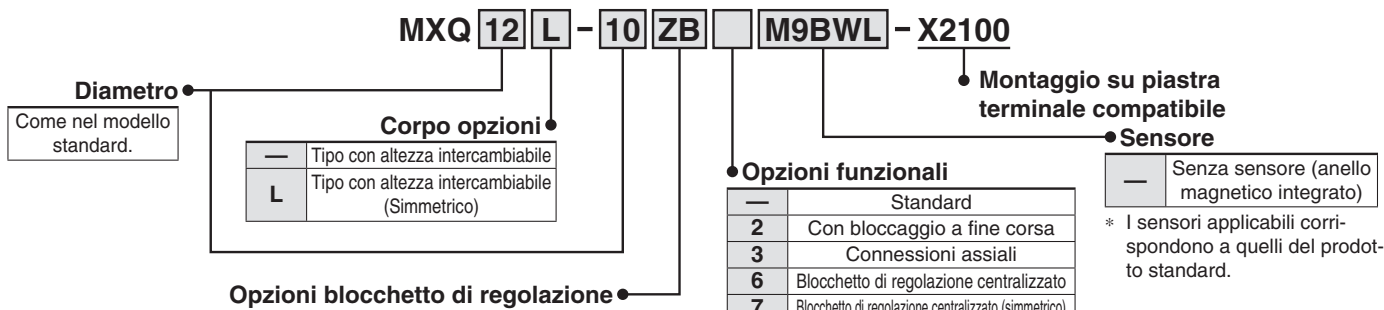 MXQ 12 L - 10 ZB M9BWL - X2100
Diametro
Come nel modello
standard.
Corpo opzioni
— Tipo con altezza intercambiabile
L Tipo con altezza intercambiabile
(Simmetrico)
Opzioni blocchetto di regolazione
Opzioni funzionali
— Standard
2 Con bloccaggio a fine corsa
3 Connessioni assiali
6 Blocchetto di regolazione centralizzato
7 Blocchetto di regolazione centralizzato (simmetrico)
Montaggio su piastra
terminale compatibile
Sensore
— Senza sensore (anello
magnetico integrato)
* I sensori applicabili corri-
spondono a quelli del prodot-
to standard.